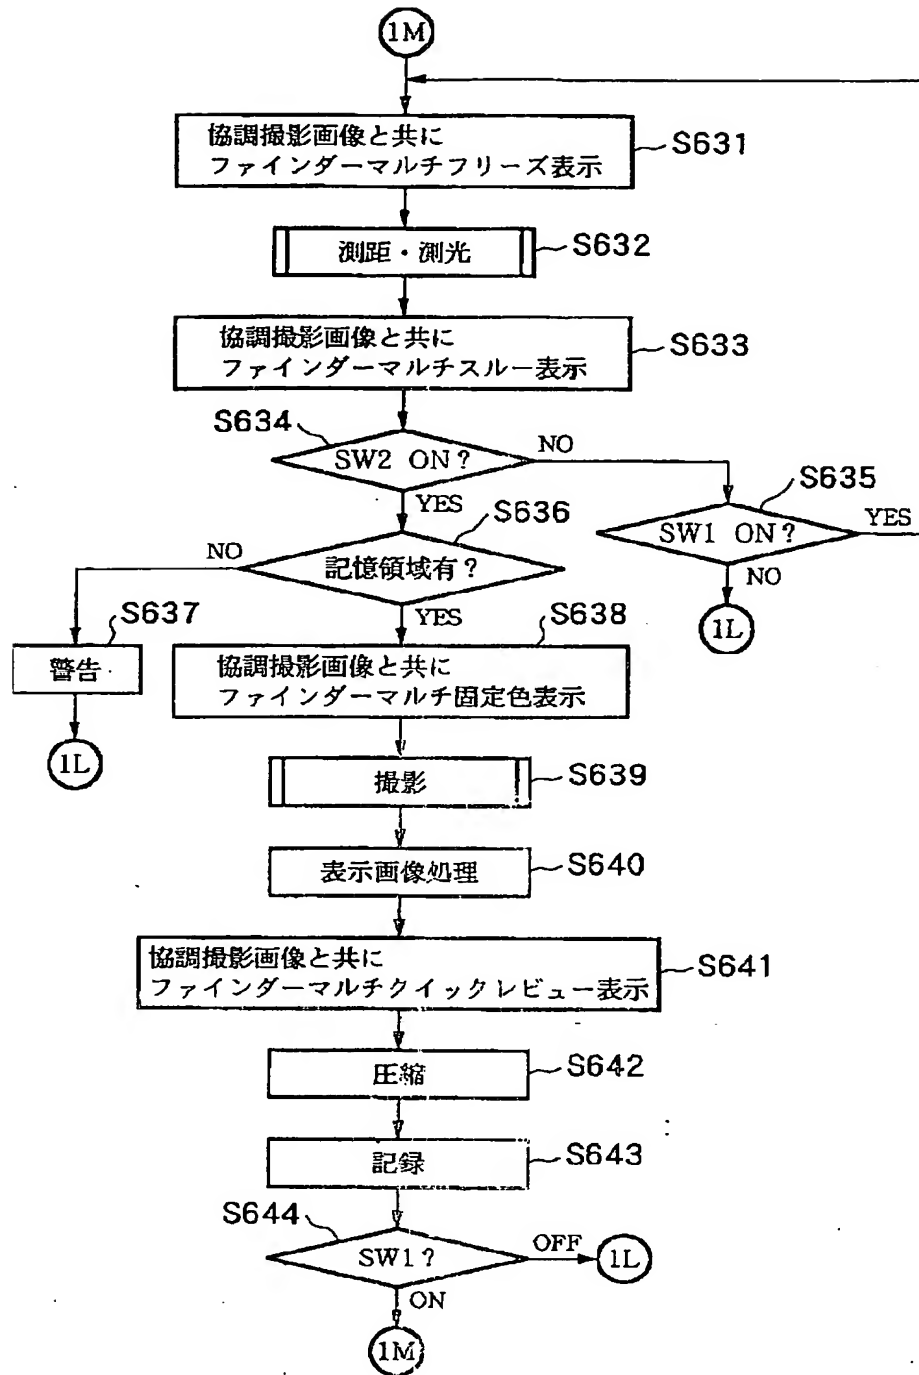 1M
協調撮影画像と共に
ファインダーマルチフリーズ表示
S631
測距・測光
S632
協調撮影画像と共に
ファインダーマルチスルー表示
S633
S634
SW2 ON?
NO
YES
S635
SW1 ON?
YES
NO
1L
S636
記憶領域有?
NO
YES
S637
警告
1L
S638
協調撮影画像と共に
ファインダーマルチ固定色表示
撮影
S639
表示画像処理
S640
協調撮影画像と共に
ファインダーマルチクイックレビュー表示
S641
圧縮
S642
記録
S643
S644
SW1?
OFF
1L
ON
1M